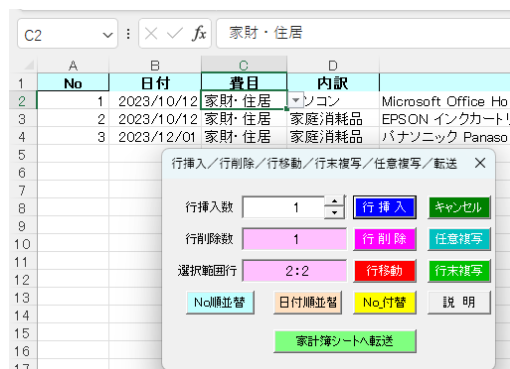 C2 fx 家財・住居
A B C D
1 No 日付 費目 内訳
2 1 2023/10/12 家財・住居 ソコン Microsoft Office Ho
3 2 2023/10/12 家財・住居 家庭消耗品 EPSON インクカート
4 3 2023/12/01 家財・住居 家庭消耗品 パナソニック Panaso
5
6 行挿入/行削除/行移動/行末複写/任意複写/転送 ×
7
8 行挿入数 1 行 挿 入 キャンセル
9
10 行削除数 1 行 削 除 任意複写
11
12 選択範囲行 2:2 行移動 行末複写
13
14 No順並替 日付順並替 No付替 説 明
15
16 家計簿シートへ転送
17